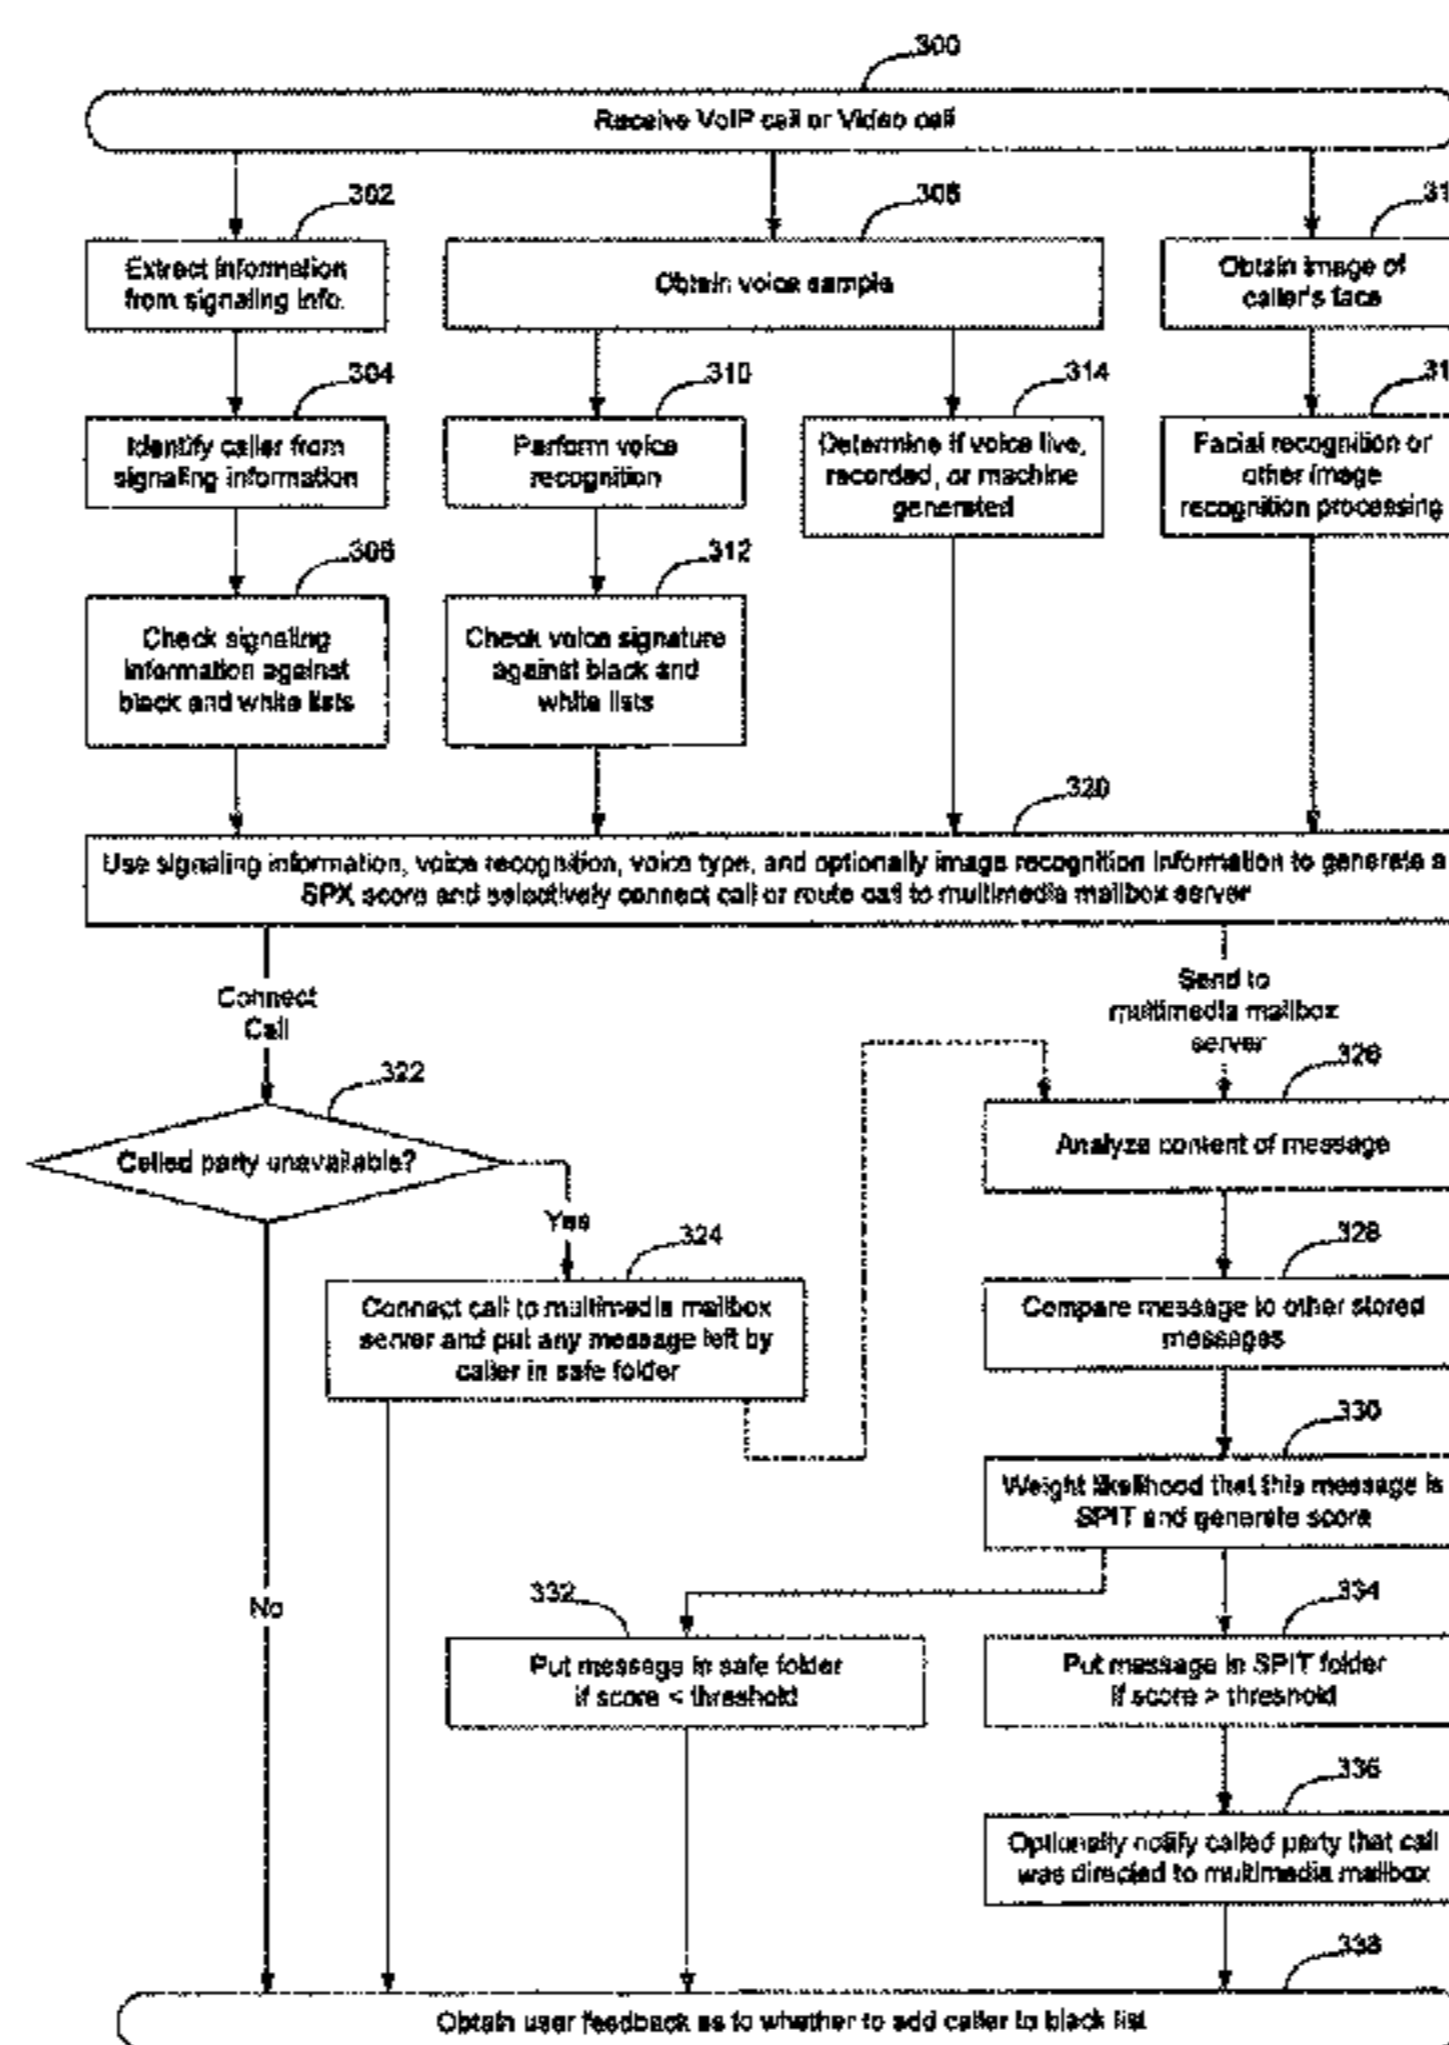 300
Receive VoIP call or Video call
302
308
31
Extract information
from signaling info.
Obtain voice sample
Obtain image of
caller's face
304
310
314
31
Identify caller from
signaling information
Perform voice
recognition
Determine if voice live,
recorded, or machine
generated
Facial recognition or
other image
recognition processing
306
312
Check signaling
information against
black and white lists
Check voice signature
against black and
white lists
320
Use signaling information, voice recognition, voice type, and optionally image recognition information to generate a
SPX score and selectively connect call or route call to multimedia mailbox server
Connect
Call
Send to
multimedia mailbox
server
322
326
Called party unavailable?
Analyze content of message
Yes
324
328
Connect call to multimedia mailbox
server and put any message left by
caller in safe folder
Compare message to other stored
messages
330
Weight likelihood that this message is
SPIT and generate score
No
332
334
Put message in safe folder
if score < threshold
Put message in SPIT folder
if score > threshold
336
Optionally notify called party that call
was directed to multimedia mailbox
338
Obtain user feedback as to whether to add caller to black list